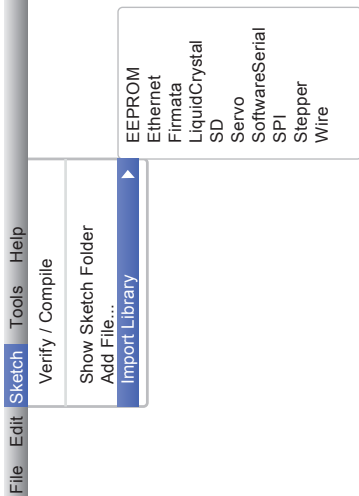 File Edit Sketch Tools Help
Verify / Compile
Show Sketch Folder
Add File...
Import Library
EEPROM
Ethernet
Firmata
LiquidCrystal
SD
Servo
SoftwareSerial
SPI
Stepper
Wire